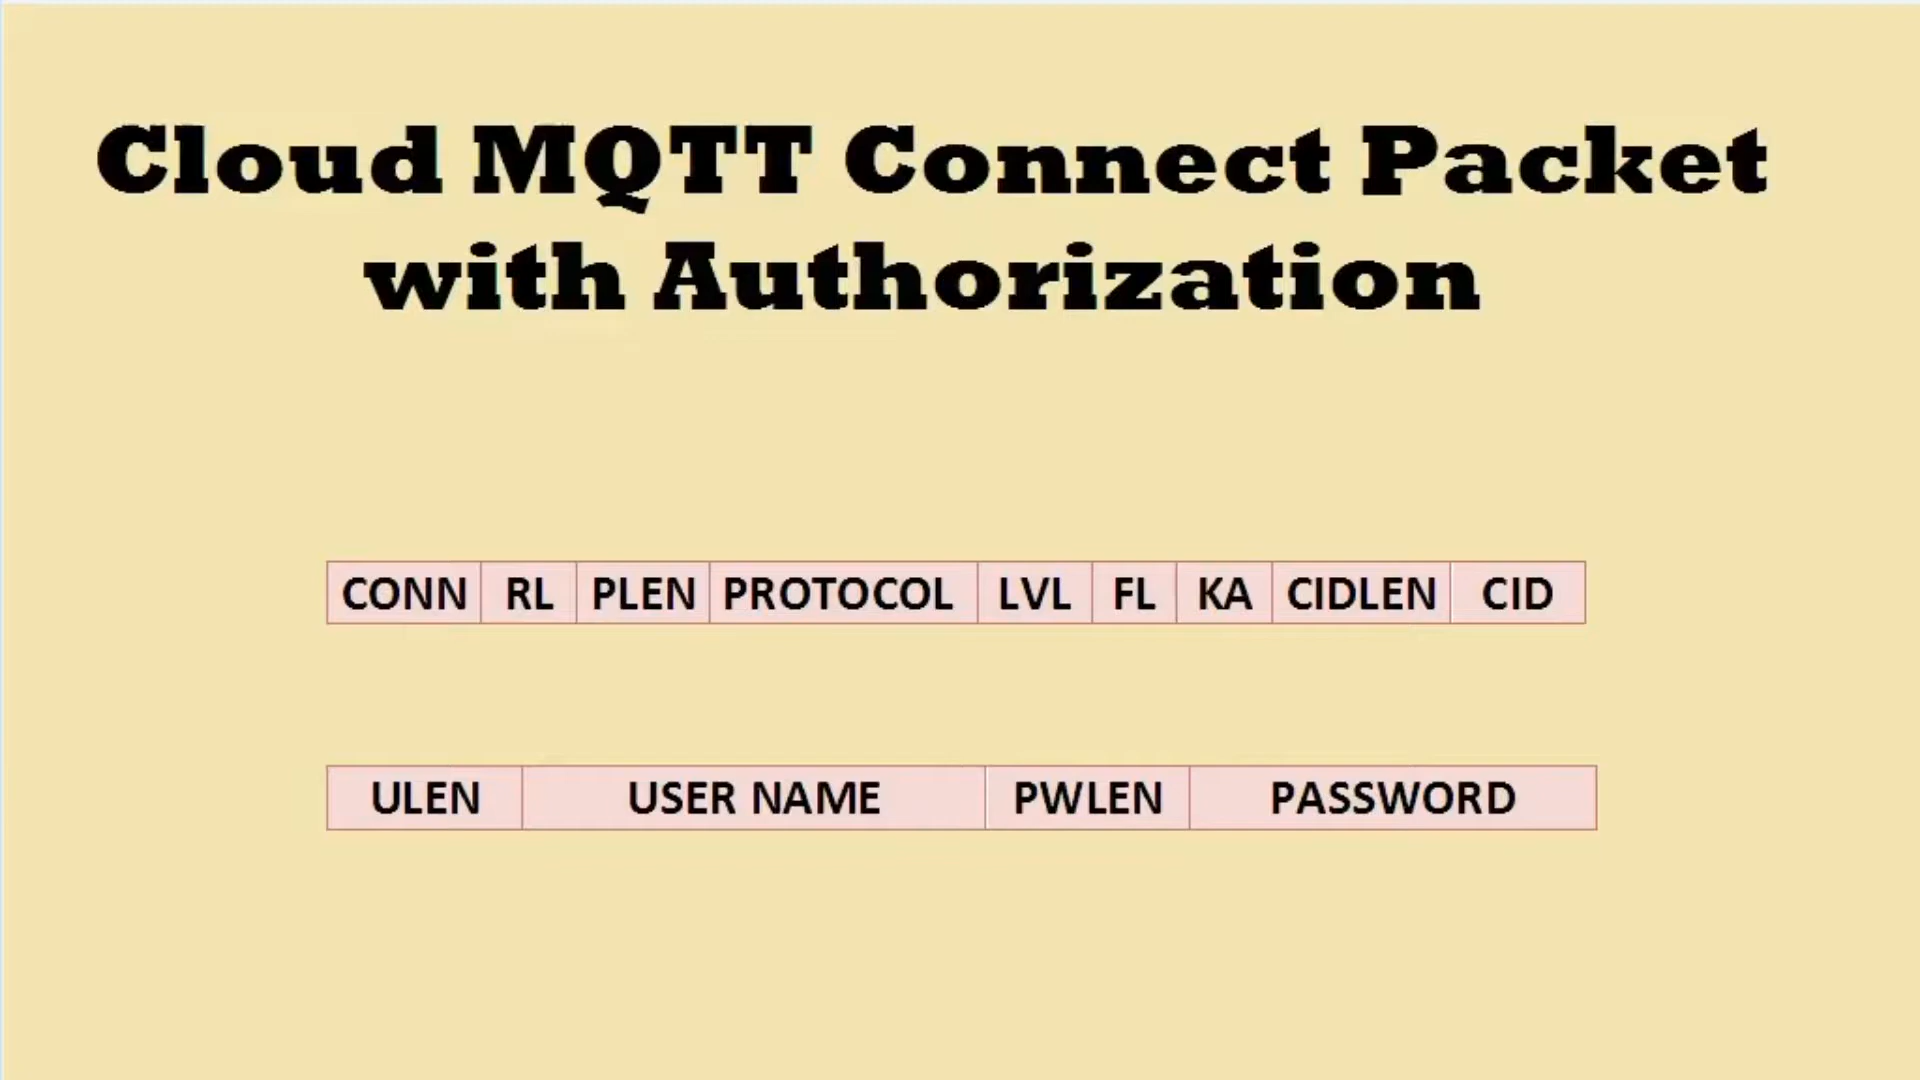 Cloud MQTT Connect Packet
with Authorization
CONN RL PLEN PROTOCOL LVL FL KA CIDLEN CID
ULEN USER NAME PWLEN PASSWORD